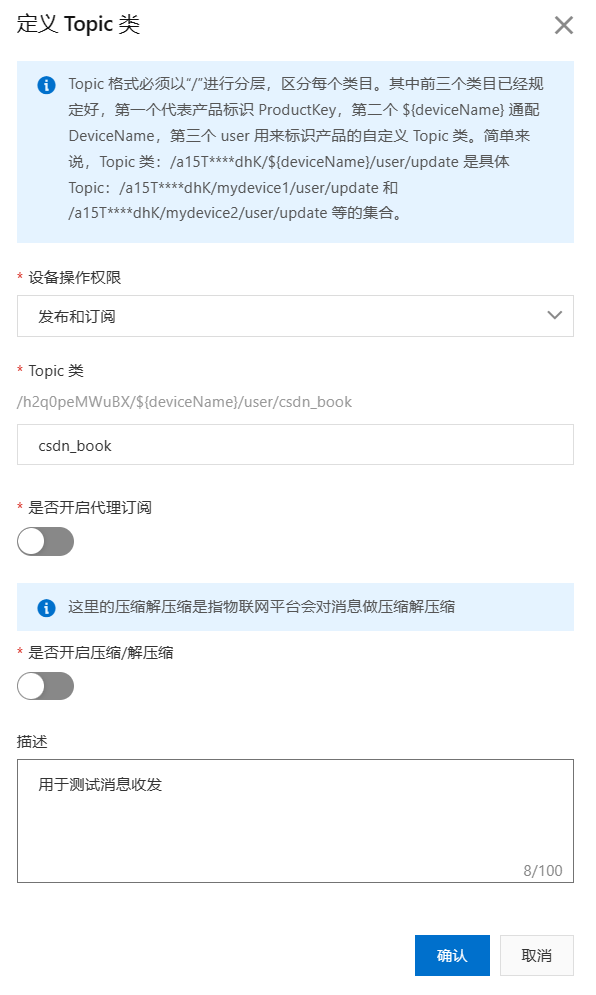 定义 Topic 类
Topic 格式必须以“/”进行分层，区分每个类目。其中前三个类目已经规
定好，第一个代表产品标识 ProductKey，第二个 ${deviceName} 通配
DeviceName，第三个 user 用来标识产品的自定义 Topic 类。简单来
说，Topic 类：/a15T****dhK/${deviceName}/user/update 是具体
Topic：/a15T****dhK/mydevice1/user/update 和
/a15T****dhK/mydevice2/user/update 等的集合。
* 设备操作权限
发布和订阅
* Topic 类
/h2q0peMWuBX/${deviceName}/user/csdn_book
csdn_book
* 是否开启代理订阅
这里的压缩解压缩是指物联网平台会对消息做压缩解压缩
* 是否开启压缩/解压缩
描述
用于测试消息收发
8/100
确认
取消